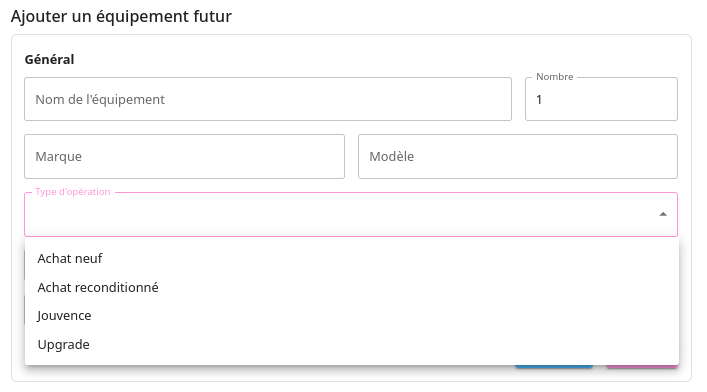 Ajouter un équipement futur
Général
Nom de l'équipement
Nombre
1
Marque
Modèle
Type d'opération
Achat neuf
Achat reconditionné
Jouvence
Upgrade